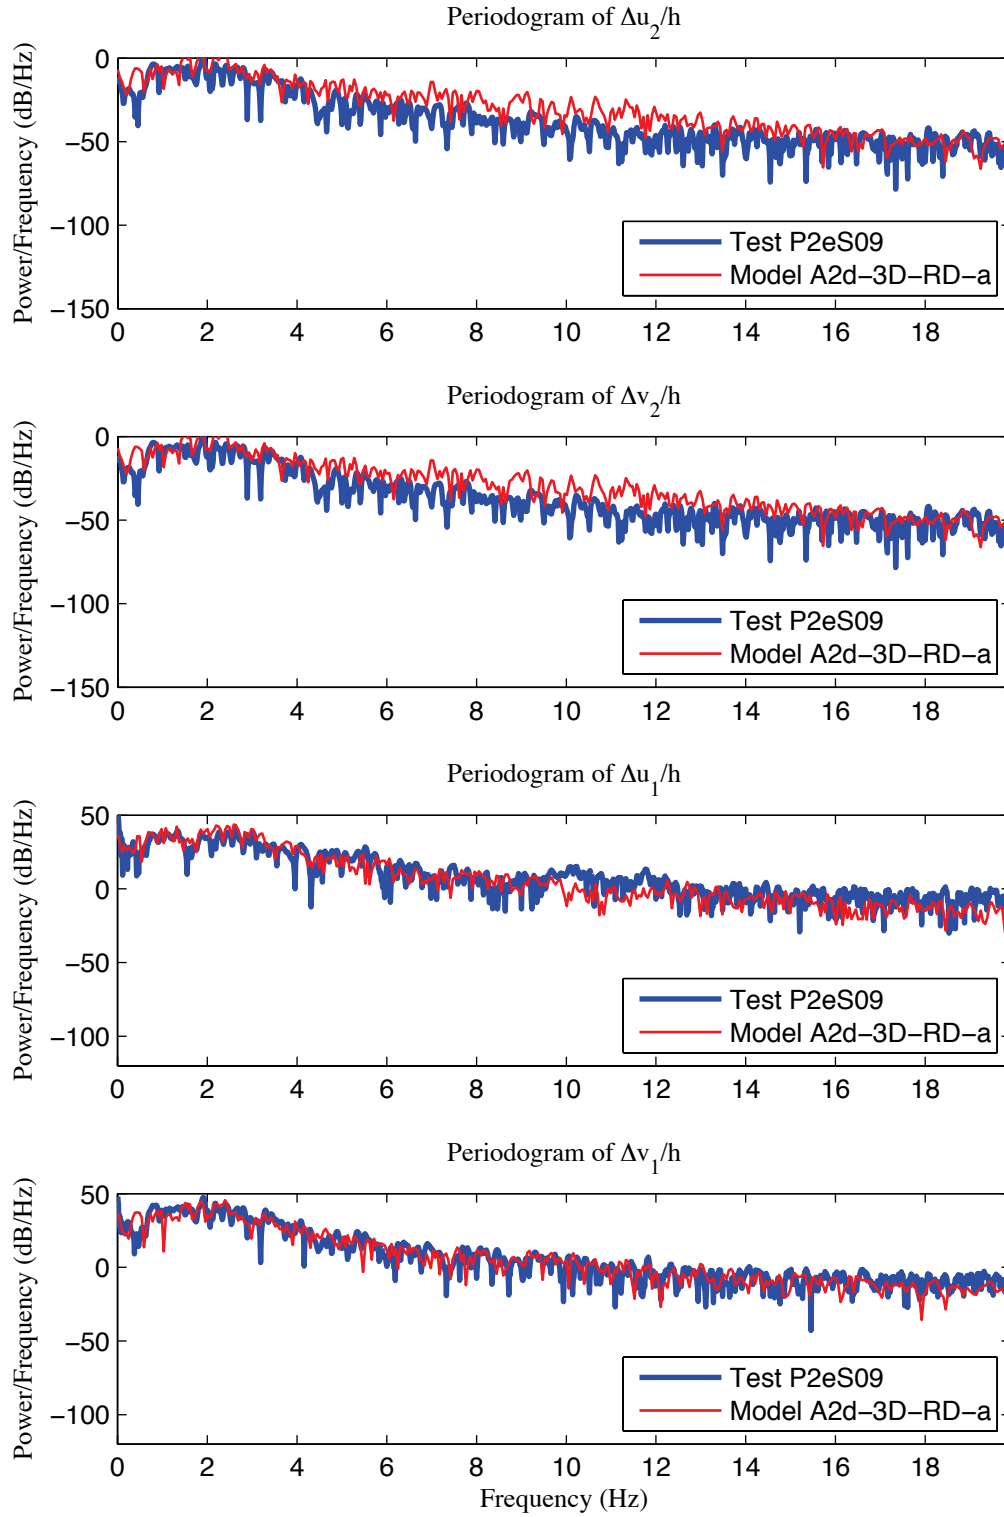 Periodogram of Δu₂/h
Power/Frequency (dB/Hz)
0
−50
−100
−150
0 2 4 6 8 10 12 14 16 18
Test P2eS09
Model A2d−3D−RD−a
Periodogram of Δv₂/h
Power/Frequency (dB/Hz)
0
−50
−100
−150
0 2 4 6 8 10 12 14 16 18
Test P2eS09
Model A2d−3D−RD−a
Periodogram of Δu₁/h
Power/Frequency (dB/Hz)
50
0
−50
−100
0 2 4 6 8 10 12 14 16 18
Test P2eS09
Model A2d−3D−RD−a
Periodogram of Δv₁/h
Power/Frequency (dB/Hz)
50
0
−50
−100
0 2 4 6 8 10 12 14 16 18
Test P2eS09
Model A2d−3D−RD−a
Frequency (Hz)